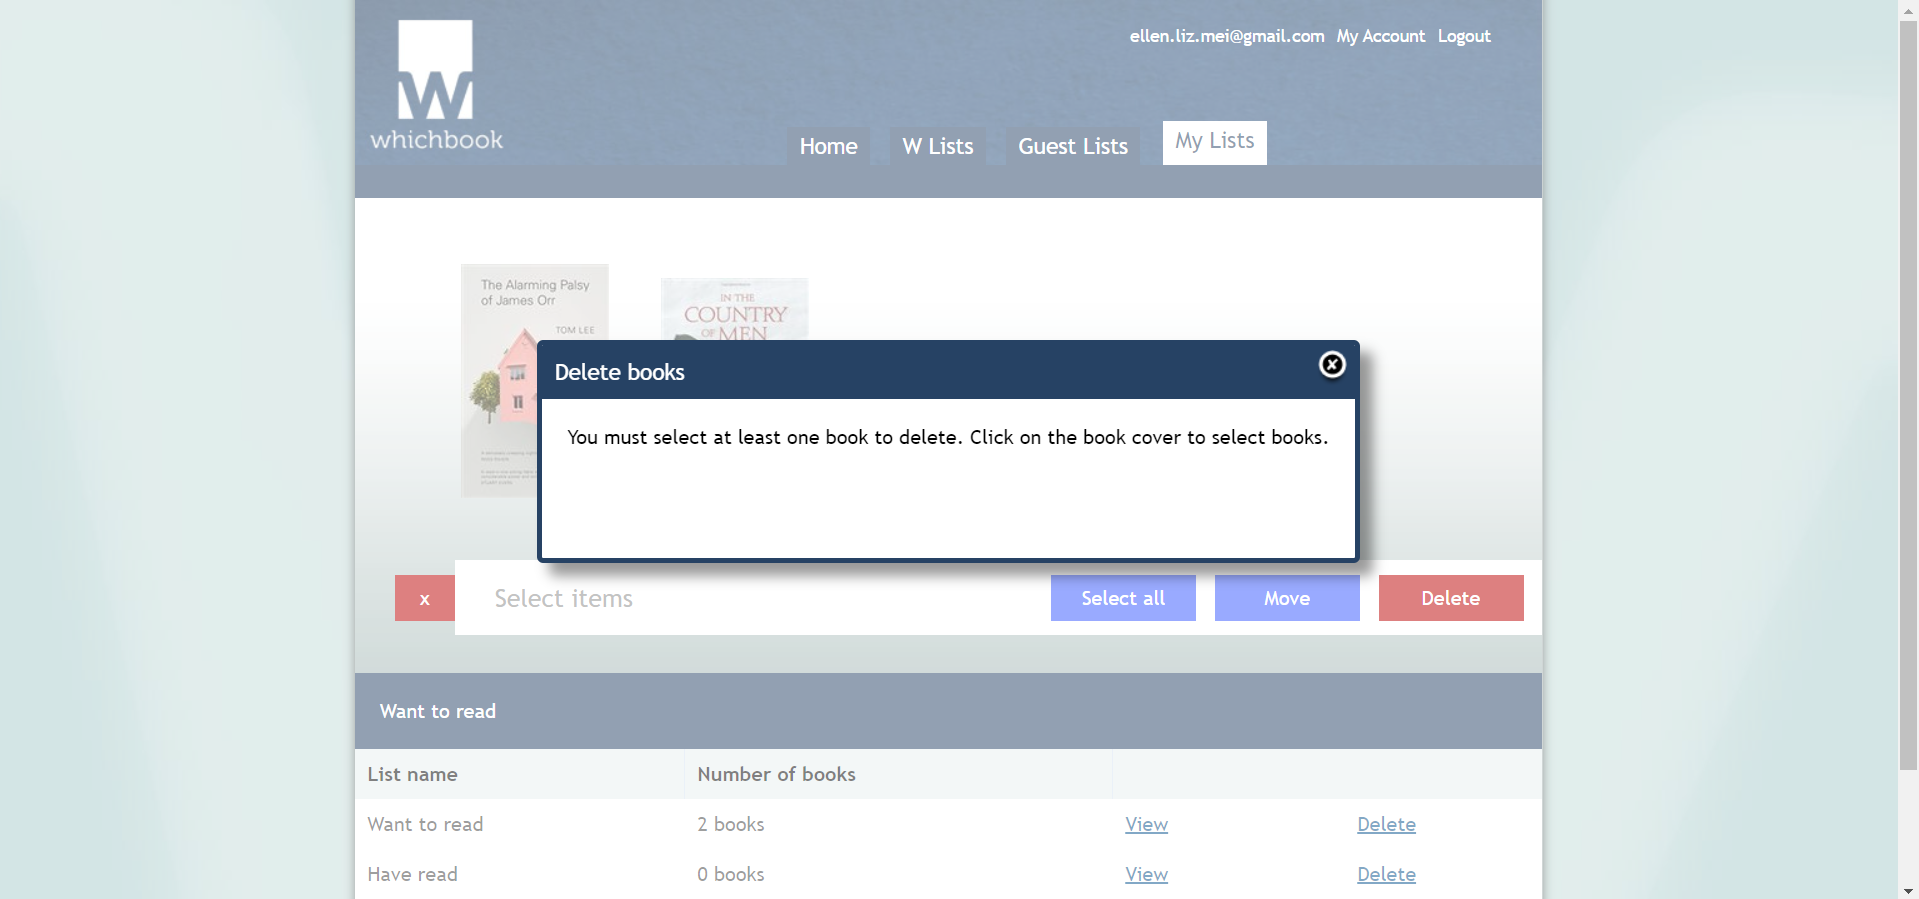 ellen.liz.mei@gmail.com My Account Logout
W
whichbook
Home W Lists Guest Lists My Lists
The Alarming Palsy
of James Orr
TOM LEE
IN THE
COUNTRY
OF MEN
Delete books
You must select at least one book to delete. Click on the book cover to select books.
x Select items Select all Move Delete
Want to read
List name Number of books
Want to read 2 books View Delete
Have read 0 books View Delete